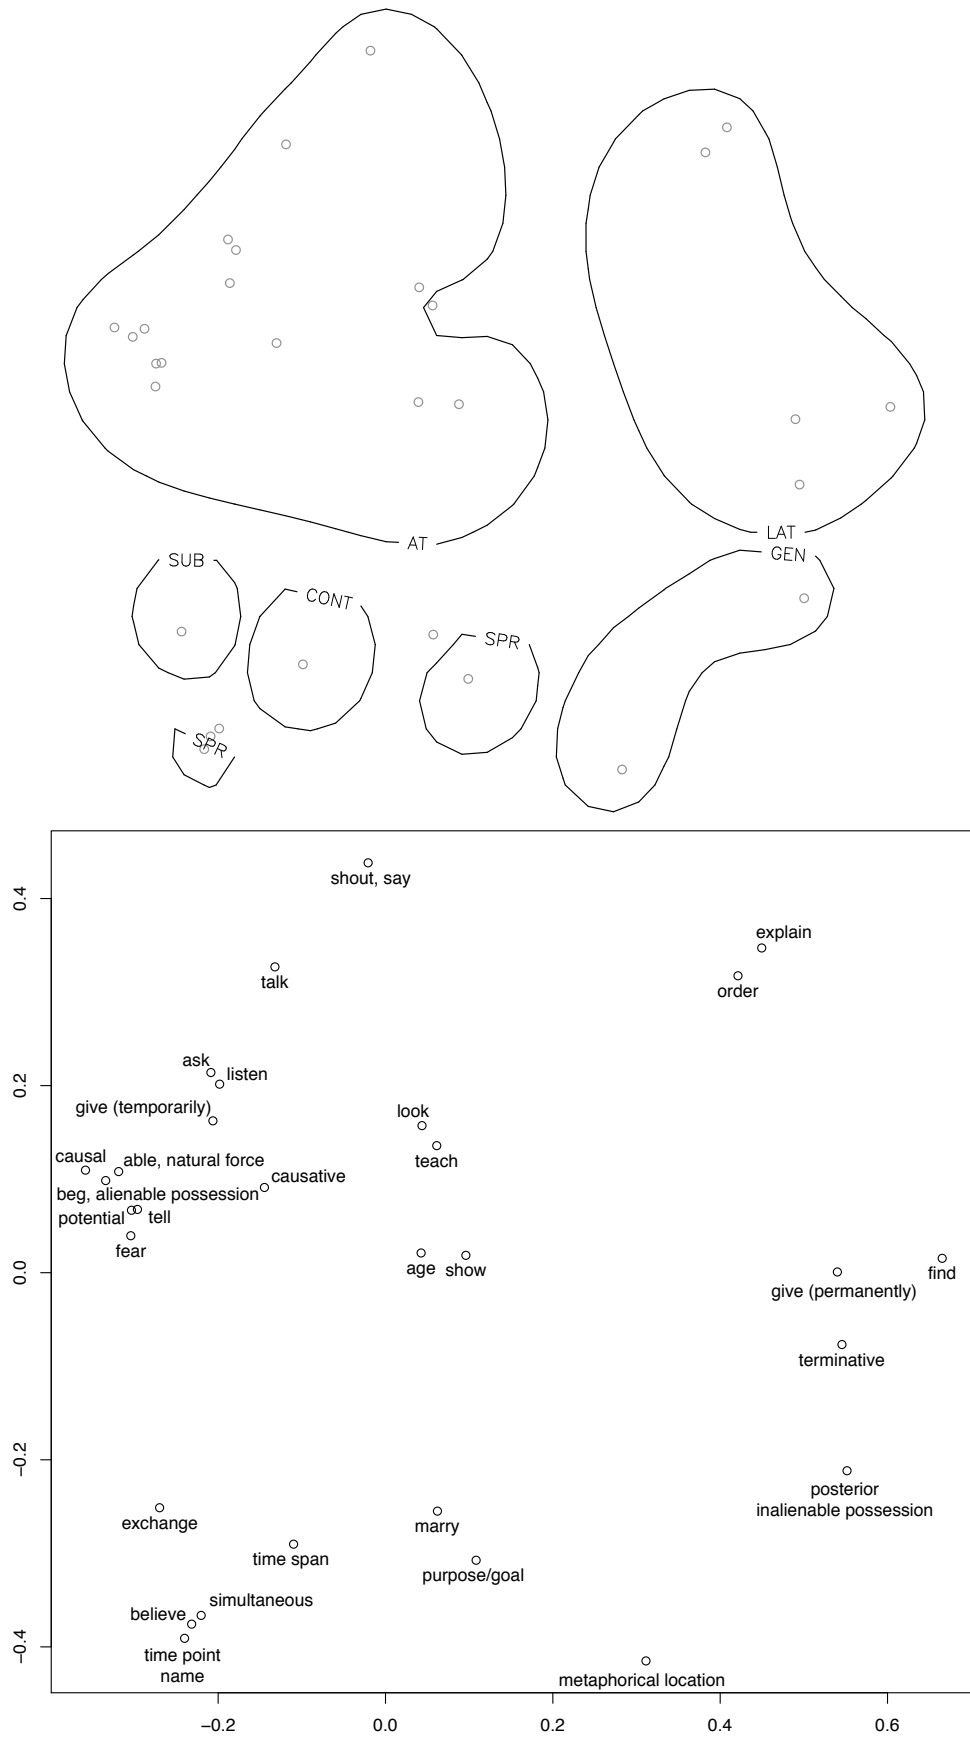 AT
LAT
GEN
SUB
CONT
SPR
SPR
0.4
shout, say
explain
talk
order
ask
listen
0.2
give (temporarily)
look
causal
able, natural force
teach
beg, alienable possession
causative
potential
tell
fear
0.0
age
show
find
give (permanently)
terminative
−0.2
posterior
inalienable possession
exchange
marry
time span
purpose/goal
simultaneous
believe
−0.4
time point
name
metaphorical location
−0.2
0.0
0.2
0.4
0.6